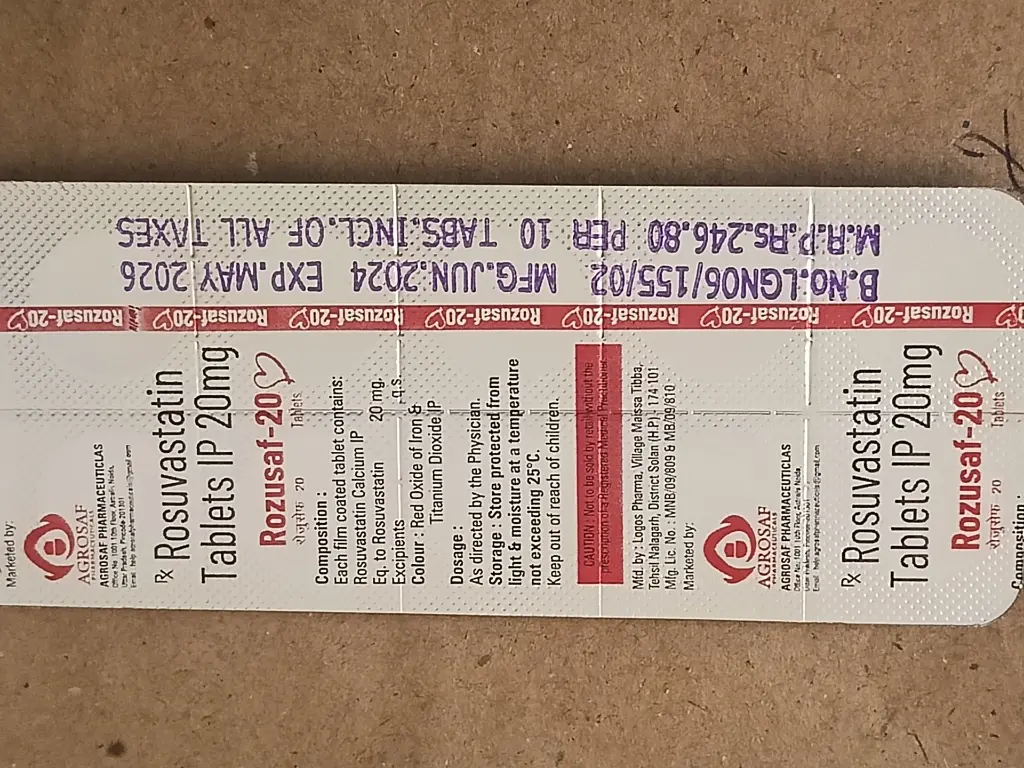 M.R.P.Rs.246.80 PER 10 TABS.INCL.OF ALL TAXES.
B.No.LGN06/155/02 MFG.JUN.2024 EXP.MAY 2026
Rozusaf-20 Rozusaf-20 Rozusaf-20 Rozusaf-20 Rozusaf-20 Rozusaf-20 Rozusaf-20 Rozusaf-20
Marketed by:
AGROSAF
PHARMACEUTICALS
AGROSAF PHARMACEUTICLAS
Rx Rosuvastatin
Tablets IP 20mg
Rozusaf-20
रोजुसेफ 20 Tablets
Composition :
Each film coated tablet contains:
Rosuvastatin Calcium IP
Eq. to Rosuvastatin 20 mg.
Excipients q.s.
Colour : Red Oxide of Iron &
Titanium Dioxide IP
Dosage :
As directed by the Physician.
Storage : Store protected from
light & moisture at a temperature
not exceeding 25°C.
Keep out of reach of children.
CAUTION : Not to be sold by retail without the
prescription of a Registered Medical Practitioner.
Mfd. by : Logos Pharma, Village Malssa Tibba,
Tehsil Nalagarh, District Solan (H.P.) - 174 101
Mfg. Lic. No. : MNB/09/809 & MB/09/810
Marketed by:
AGROSAF
PHARMACEUTICALS
AGROSAF PHARMACEUTICLAS
Rx Rosuvastatin
Tablets IP 20mg
Rozusaf-20
रोजुसेफ 20 Tablets
Composition :